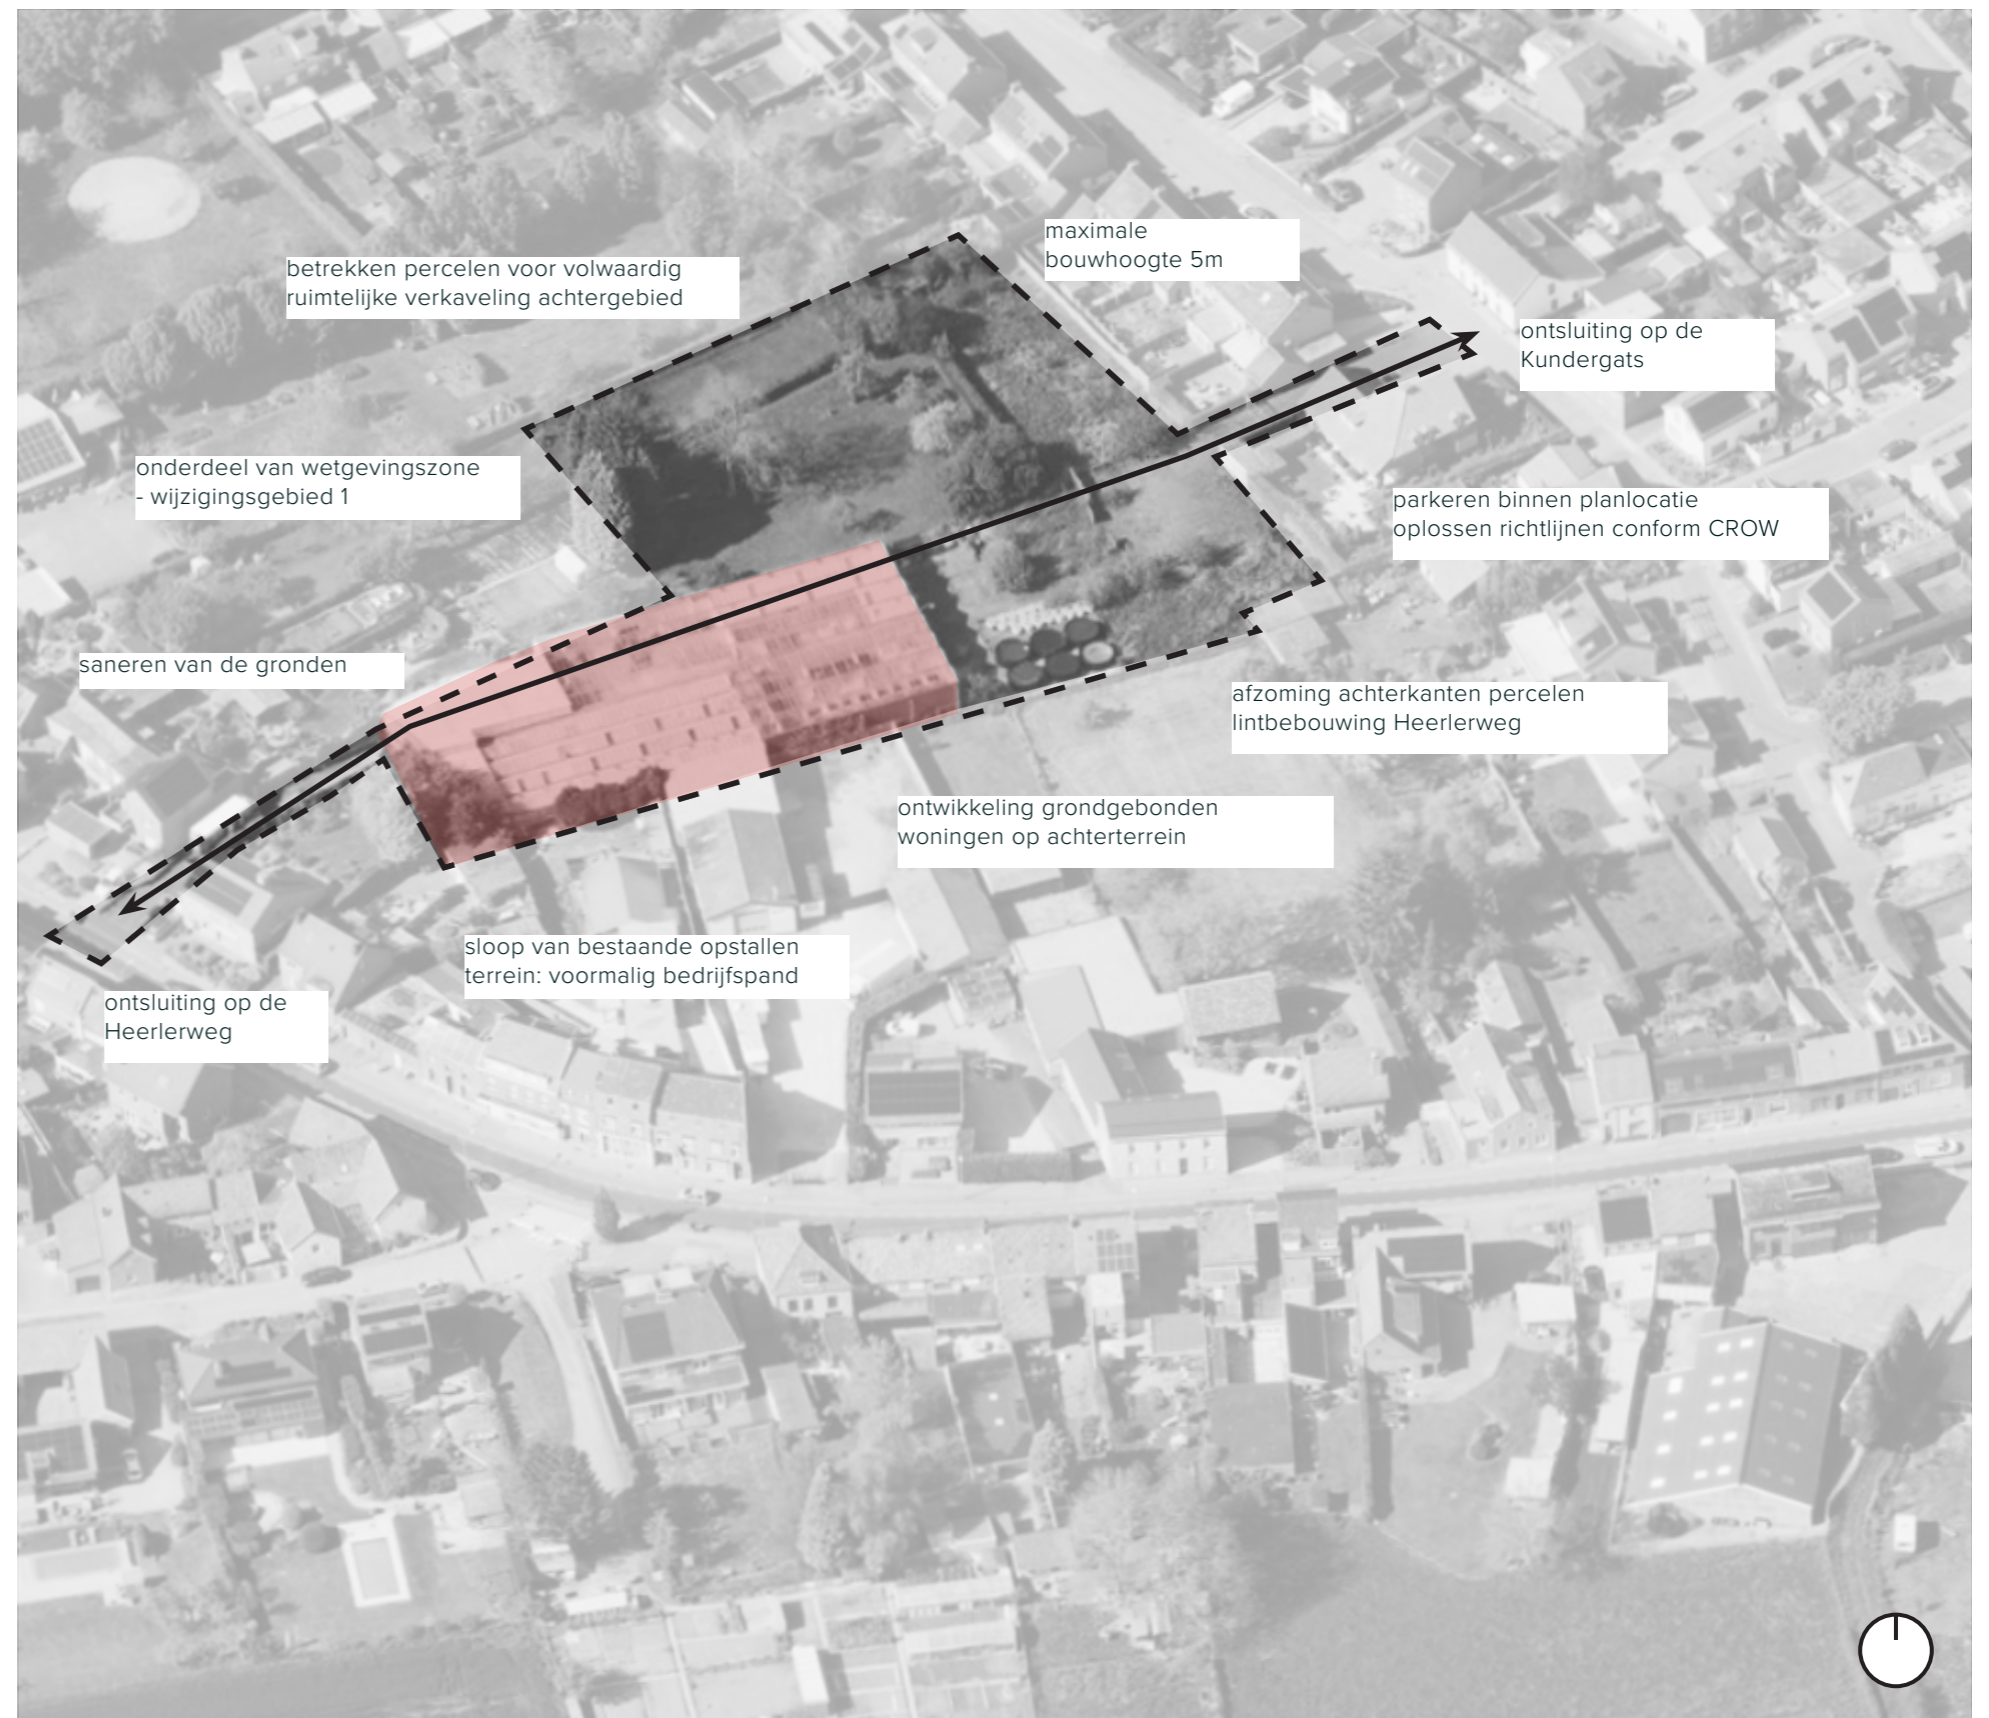 maximale
bouwhoogte 5m
betrekken percelen voor volwaardig
ruimtelijke verkaveling achtergebied
ontsluiting op de
Kundergats
onderdeel van wetgevingszone
- wijzigingsgebied 1
parkeren binnen planlocatie
oplossen richtlijnen conform CROW
saneren van de gronden
afzoming achterkanten percelen
lintbebouwing Heerlerweg
ontwikkeling grondgebonden
woningen op achterterrein
sloop van bestaande opstallen
terrein: voormalig bedrijfspand
ontsluiting op de
Heerlerweg